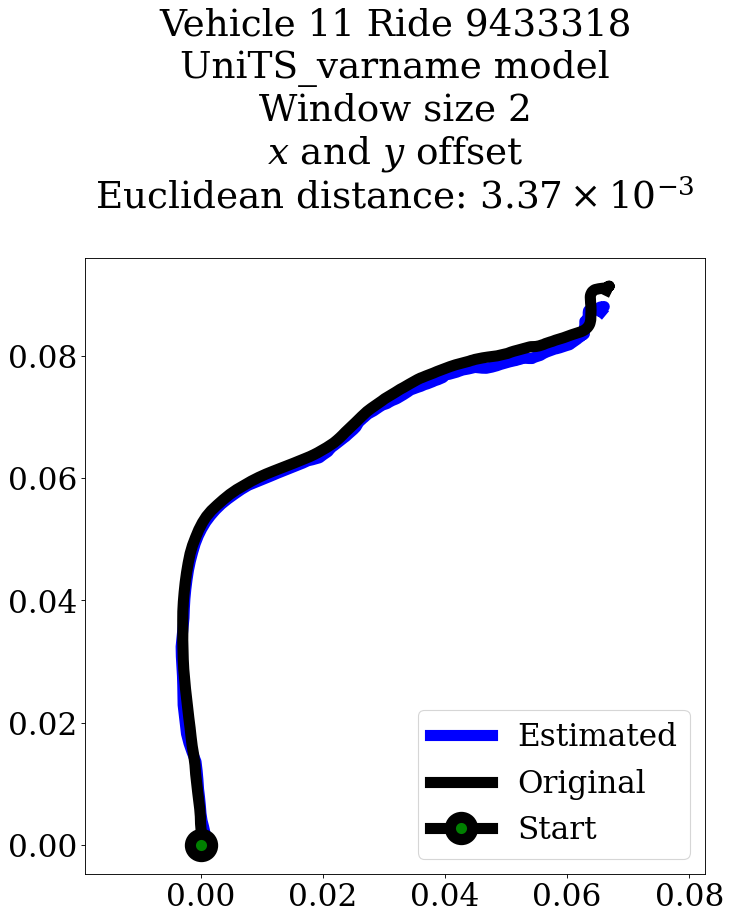 Vehicle 11 Ride 9433318
UniTS_varname model
Window size 2
x and y offset
Euclidean distance: 3.37 × 10⁻³
0.08
0.06
0.04
0.02
0.00
Estimated
Original
Start
0.00 0.02 0.04 0.06 0.08